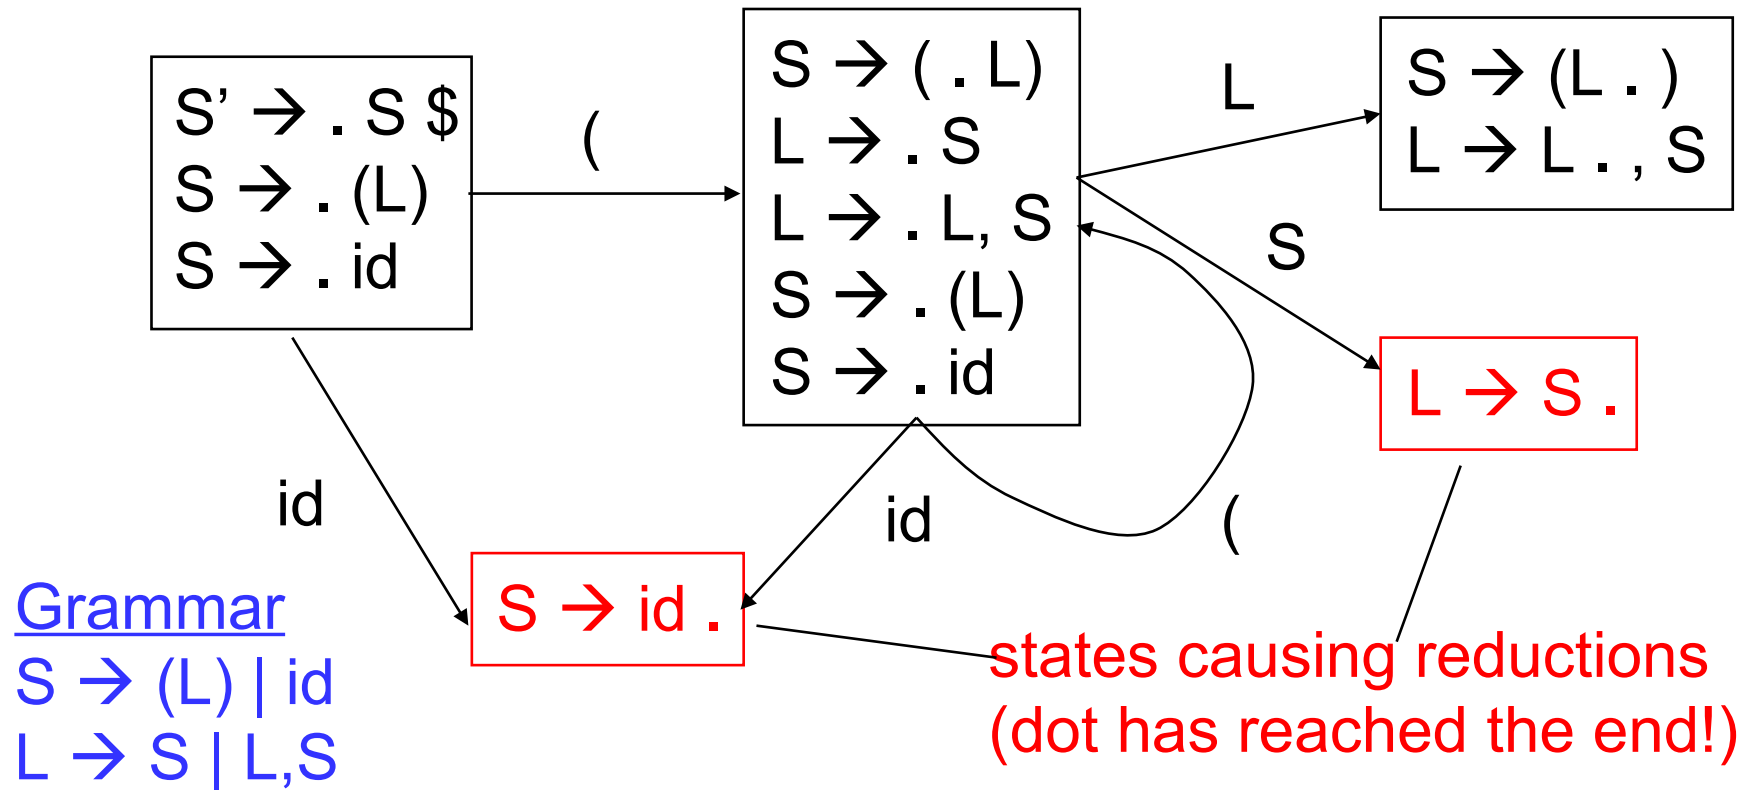 S’ → . S $
S → . (L)
S → . id
(
S → ( . L)
L → . S
L → . L, S
S → . (L)
S → . id
L
S → (L . )
L → L . , S
S
L → S .
id
id
(
S → id .
states causing reductions
(dot has reached the end!)
Grammar
S → (L) | id
L → S | L,S